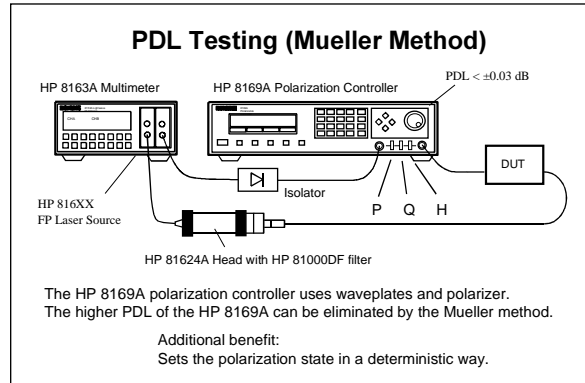 PDL Testing (Mueller Method)
HP 8163A Multimeter
HP 8169A Polarization Controller
PDL < ±0.03 dB
DUT
Isolator
P Q H
HP 816XX
FP Laser Source
HP 81624A Head with HP 81000DF filter
The HP 8169A polarization controller uses waveplates and polarizer.
The higher PDL of the HP 8169A can be eliminated by the Mueller method.
Additional benefit:
Sets the polarization state in a deterministic way.